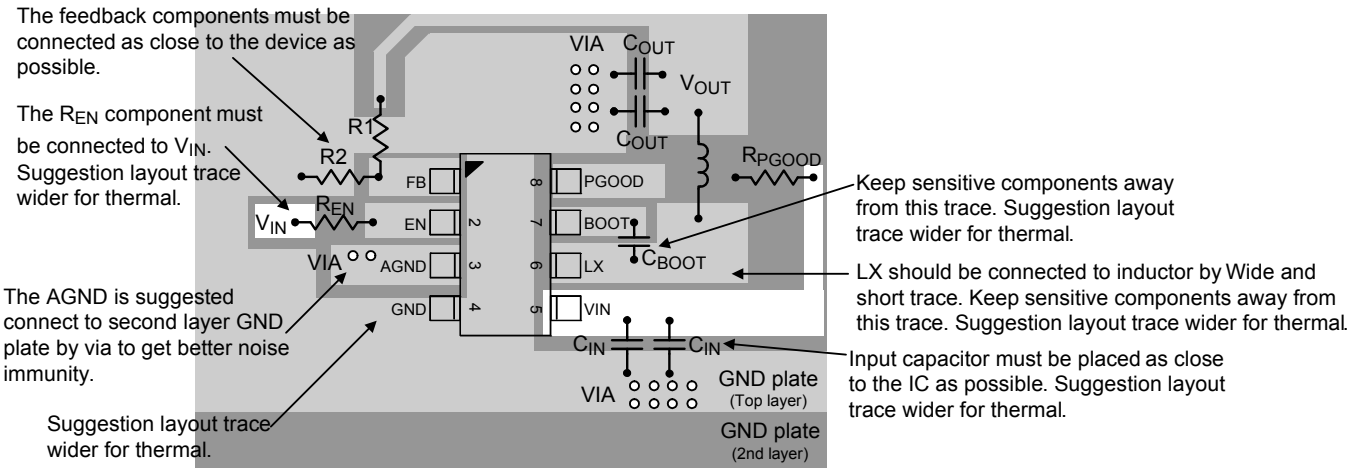 The feedback components must be
connected as close to the device as
possible.
The REN component must
be connected to VIN.
Suggestion layout trace
wider for thermal.
VIN
REN
R2
R1
VIA
COUT
COUT
VOUT
RPGOOD
FB
EN
AGND
GND
2
3
4
8
7
6
5
PGOOD
BOOT
LX
VIN
CBOOT
VIA
The AGND is suggested
connect to second layer GND
plate by via to get better noise
immunity.
Suggestion layout trace
wider for thermal.
CIN
CIN
VIA
GND plate
(Top layer)
GND plate
(2nd layer)
Keep sensitive components away
from this trace. Suggestion layout
trace wider for thermal.
LX should be connected to inductor by Wide and
short trace. Keep sensitive components away from
this trace. Suggestion layout trace wider for thermal.
Input capacitor must be placed as close
to the IC as possible. Suggestion layout
trace wider for thermal.